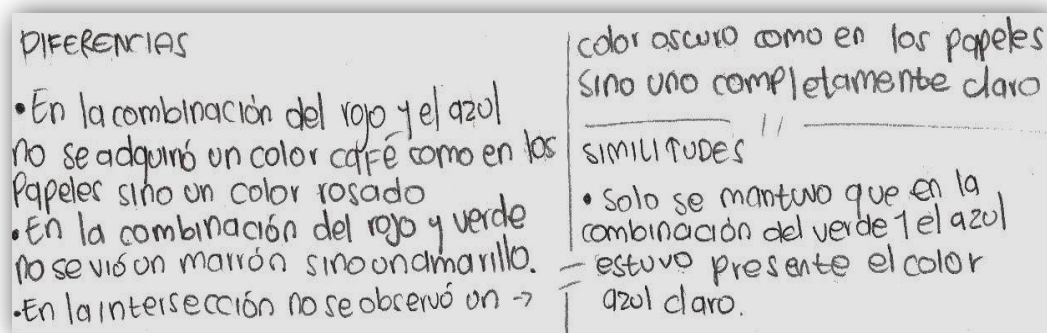 DIFERENCIAS
• En la combinación del rojo y el azul
no se adquirió un color café como en los
Papeles sino un color rosado
• En la combinación del rojo y verde
no se vió un marrón sino un amarillo.
• En la intersección no se observó un →
color oscuro como en los papeles
sino uno completamente claro
SIMILITUDES
• Solo se mantuvo que en la
combinación del verde y el azul
estuvo presente el color
azul claro.